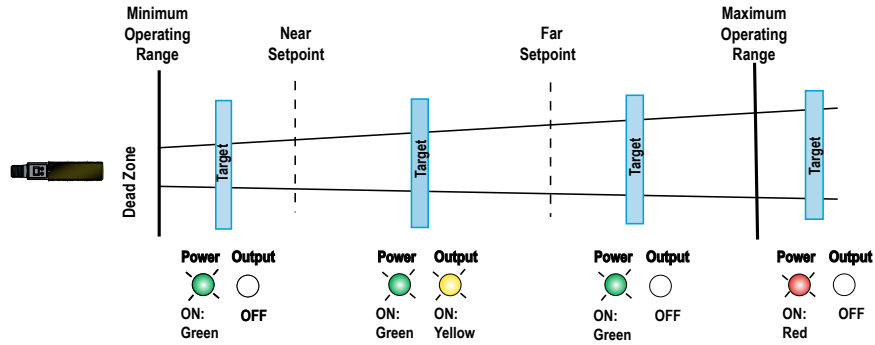 Minimum
Operating
Range
Near
Setpoint
Far
Setpoint
Maximum
Operating
Range
Dead Zone
Target
Target
Target
Target
Power Output
ON:
Green
OFF
Power Output
ON:
Green
ON:
Yellow
Power Output
ON:
Green
OFF
Power Output
ON:
Red
OFF